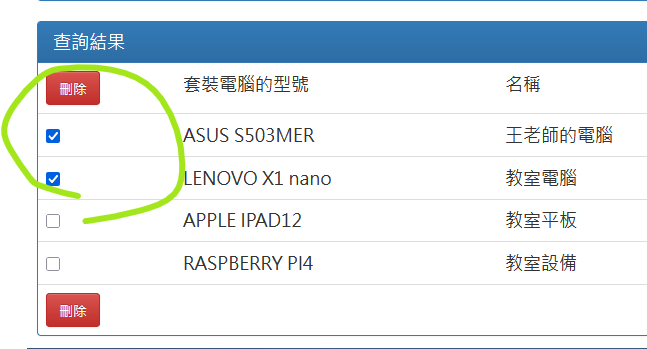 查詢結果
刪除 套裝電腦的型號 名稱
ASUS S503MER 王老師的電腦
LENOVO X1 nano 教室電腦
APPLE IPAD12 教室平板
RASPBERRY PI4 教室設備
刪除